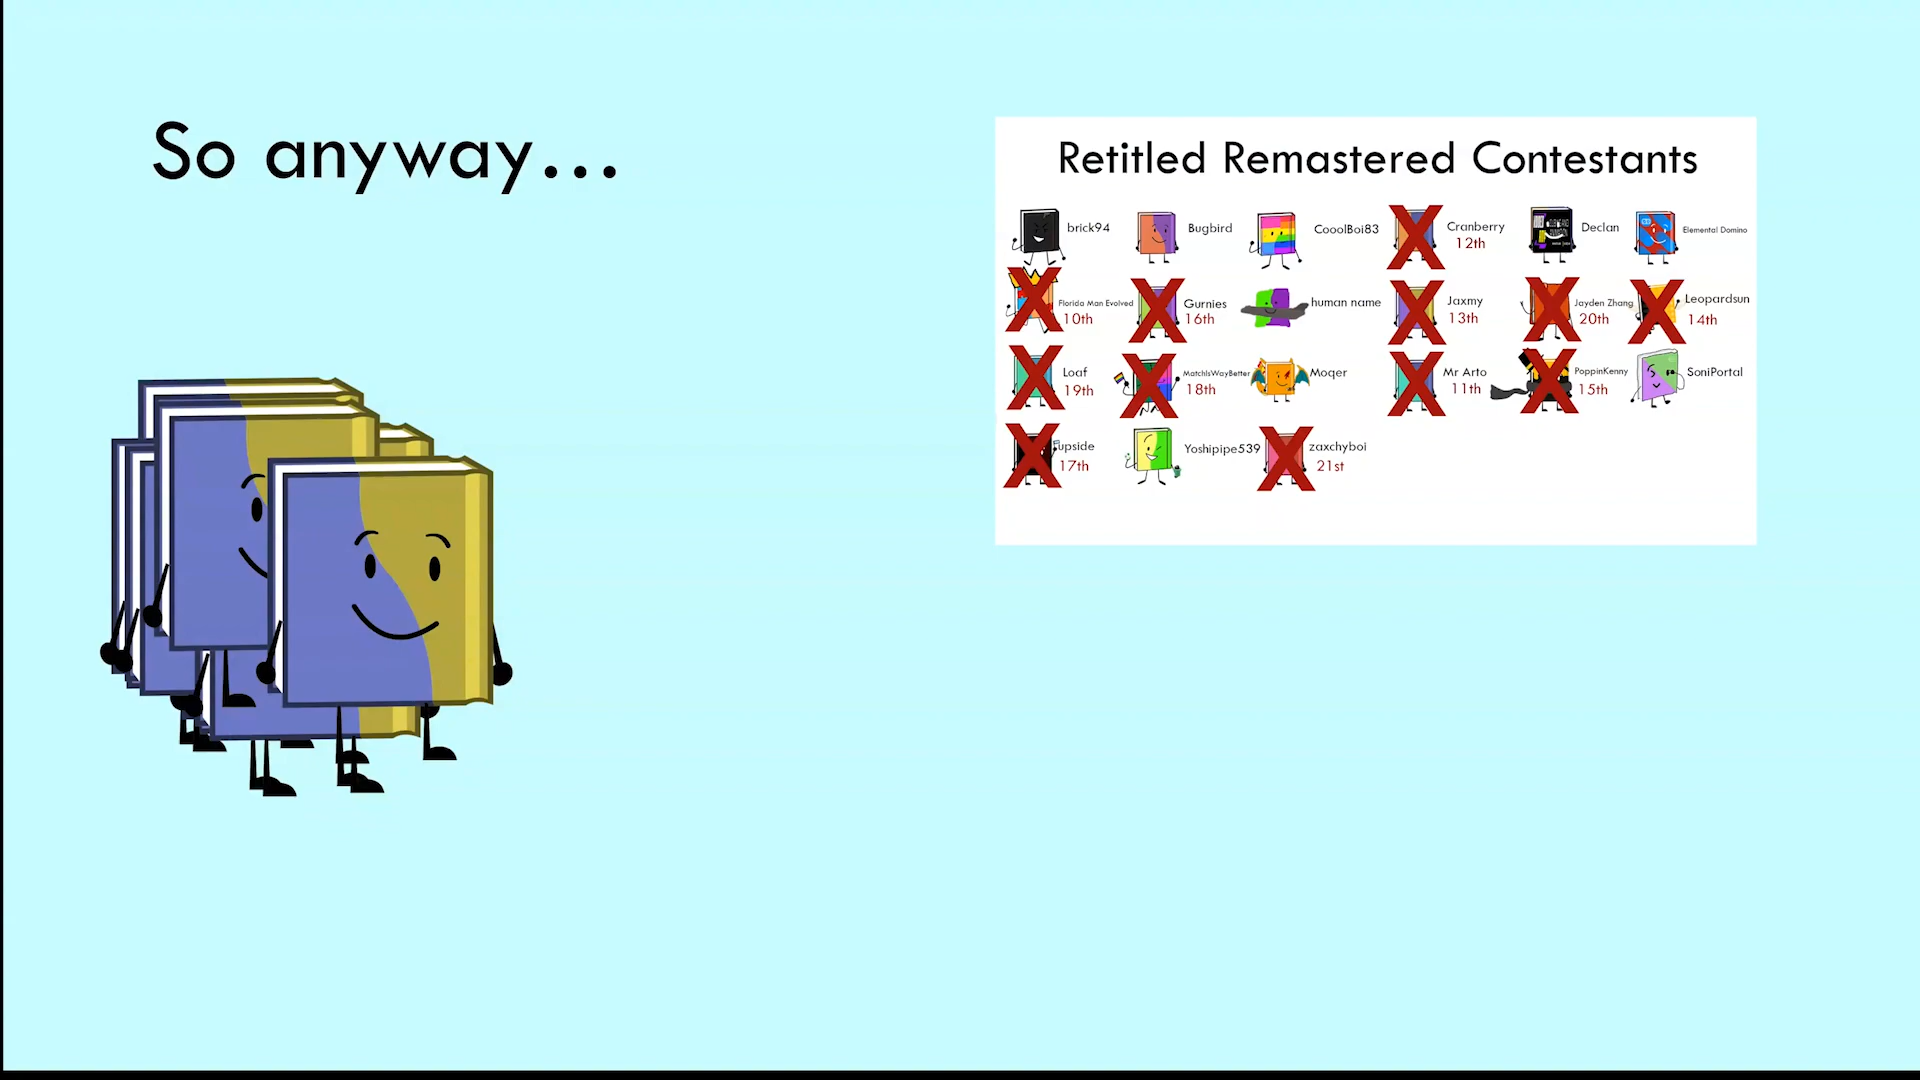 So anyway...
Retitled Remastered Contestants
brick94
Bugbird
CooolBoi83
Cranberry
12th
Declan
Elemental Domino
Florida Man Evolved
10th
Gurnies
16th
human name
Jaxmy
13th
Jayden Zhang
20th
Leopardsun
14th
Loaf
19th
MatchIsWayBetter
18th
Moqer
Mr Arto
11th
PoppinKenny
15th
SoniPortal
upside
17th
Yoshipipe539
zaxchyboi
21st